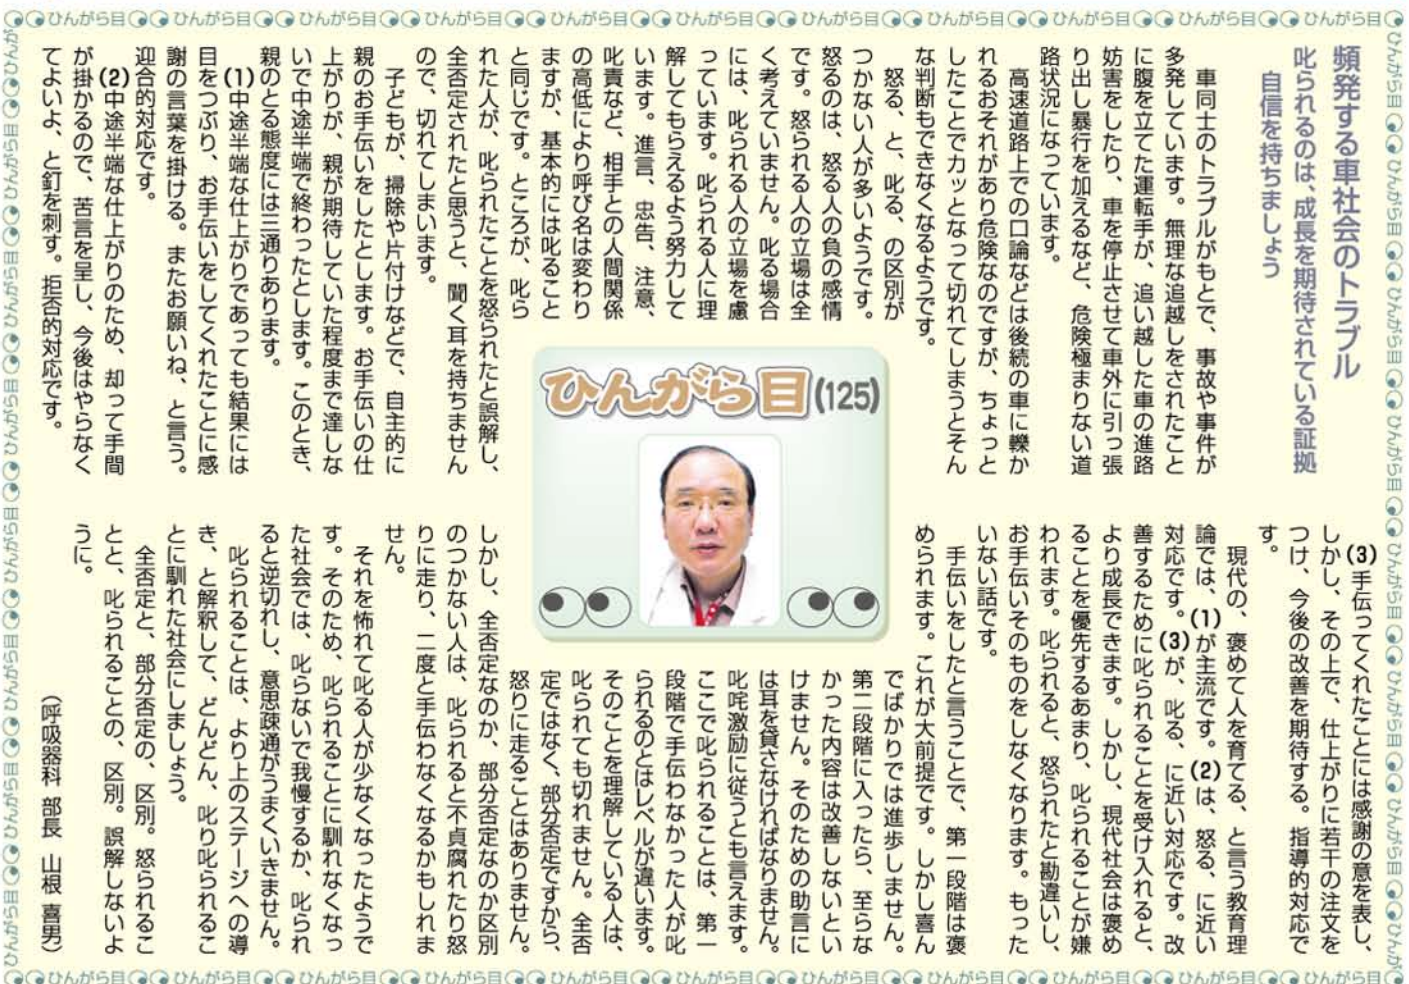 ひんがら目 ひんがら目 ひんがら目 ひんがら目 ひんがら目 ひんがら目 ひんがら目 ひんがら目 ひんがら目 ひんがら目 ひんがら目
頻発する車社会のトラブル
叱られるのは、成長を期待されている証拠
自信を持ちましょう
車同士のトラブルがもとで、事故や事件が
多発しています。無理な追越しをされたこと
に腹を立てた運転手が、追い越した車の進路
妨害をしたり、車を停止させて車外に引っ張
り出し暴行を加えるなど、危険極まりない道
路状況になっています。
高速道路上での口論などは後続の車に轢か
れるおそれがあり危険なのですが、ちょっと
したことでカッとなって切れてしまうとそん
な判断もできなくなるようです。
怒る、と、叱る、の区別が
つかない人が多いようです。
怒るのは、怒る人の負の感情
です。怒られる人の立場は全
く考えていません。叱る場合
には、叱られる人の立場を慮
っています。叱られる人に理
解してもらえるよう努力して
います。進言、忠告、注意、
叱責など、相手との人間関係
の高低により呼び名は変わり
ますが、基本的には叱ること
と同じです。ところが、叱ら
れた人が、叱られたことを怒られたと誤解し、
全否定されたと思うと、聞く耳を持ちません
ので、切れてしまいます。
子どもが、掃除や片付けなどで、自主的に
親のお手伝いをしたとします。お手伝いの仕
上がりが、親が期待していた程度まで達しな
いで中途半端で終わったとします。このとき、
親のとる態度には三通りあります。
(1)中途半端な仕上がりであっても結果には
目をつぶり、お手伝いをしてくれたことに感
謝の言葉を掛ける。またお願いね、と言う。
迎合的対応です。
(2)中途半端な仕上がりのため、却って手間
が掛かるので、苦言を呈し、今後はやらなく
てよいよ、と釘を刺す。拒否的対応です。
ひんがら目(125)
(3)手伝ってくれたことには感謝の意を表し、
しかし、その上で、仕上がりに若干の注文を
つけ、今後の改善を期待する。指導的対応で
す。
現代の、褒めて人を育てる、と言う教育理
論では、(1)が主流です。(2)は、怒る、に近い
対応です。(3)が、叱る、に近い対応です。改
善するために叱られることを受け入れると、
より成長できます。しかし、現代社会は褒め
ることを優先するあまり、叱られることが嫌
われます。叱られると、怒られたと勘違いし、
お手伝いそのものをしなくなります。もった
いない話です。
手伝いをしたと言うことで、第一段階は褒
められます。これが大前提です。しかし喜ん
でばかりでは進歩しません。
第二段階に入ったら、至らな
かった内容は改善しないとい
けません。そのための助言に
は耳を貸さなければなりません。
叱咤激励に従うとも言えます。
ここで叱られることは、第一
段階で手伝わなかった人が叱
られるのとはレベルが違います。
そのことを理解している人は、
叱られても切れません。全否
定ではなく、部分否定ですから、
怒りに走ることはありません。
しかし、全否定なのか、部分否定なのか区別
のつかない人は、叱られると不貞腐れたり怒
りに走り、二度と手伝わなくなるかもしれま
せん。
それを怖れて叱る人が少なくなったようで
す。そのため、叱られることに馴れなくなっ
た社会では、叱らないで我慢するか、叱られ
ると逆切れし、意思疎通がうまくいきません。
叱られることは、より上のステージへの導
き、と解釈して、どんどん、叱り叱られるこ
とに馴れた社会にしましょう。
全否定と、部分否定の、区別。怒られるこ
とと、叱られることの、区別。誤解しないよ
うに。
(呼吸器科 部長 山根 喜男)